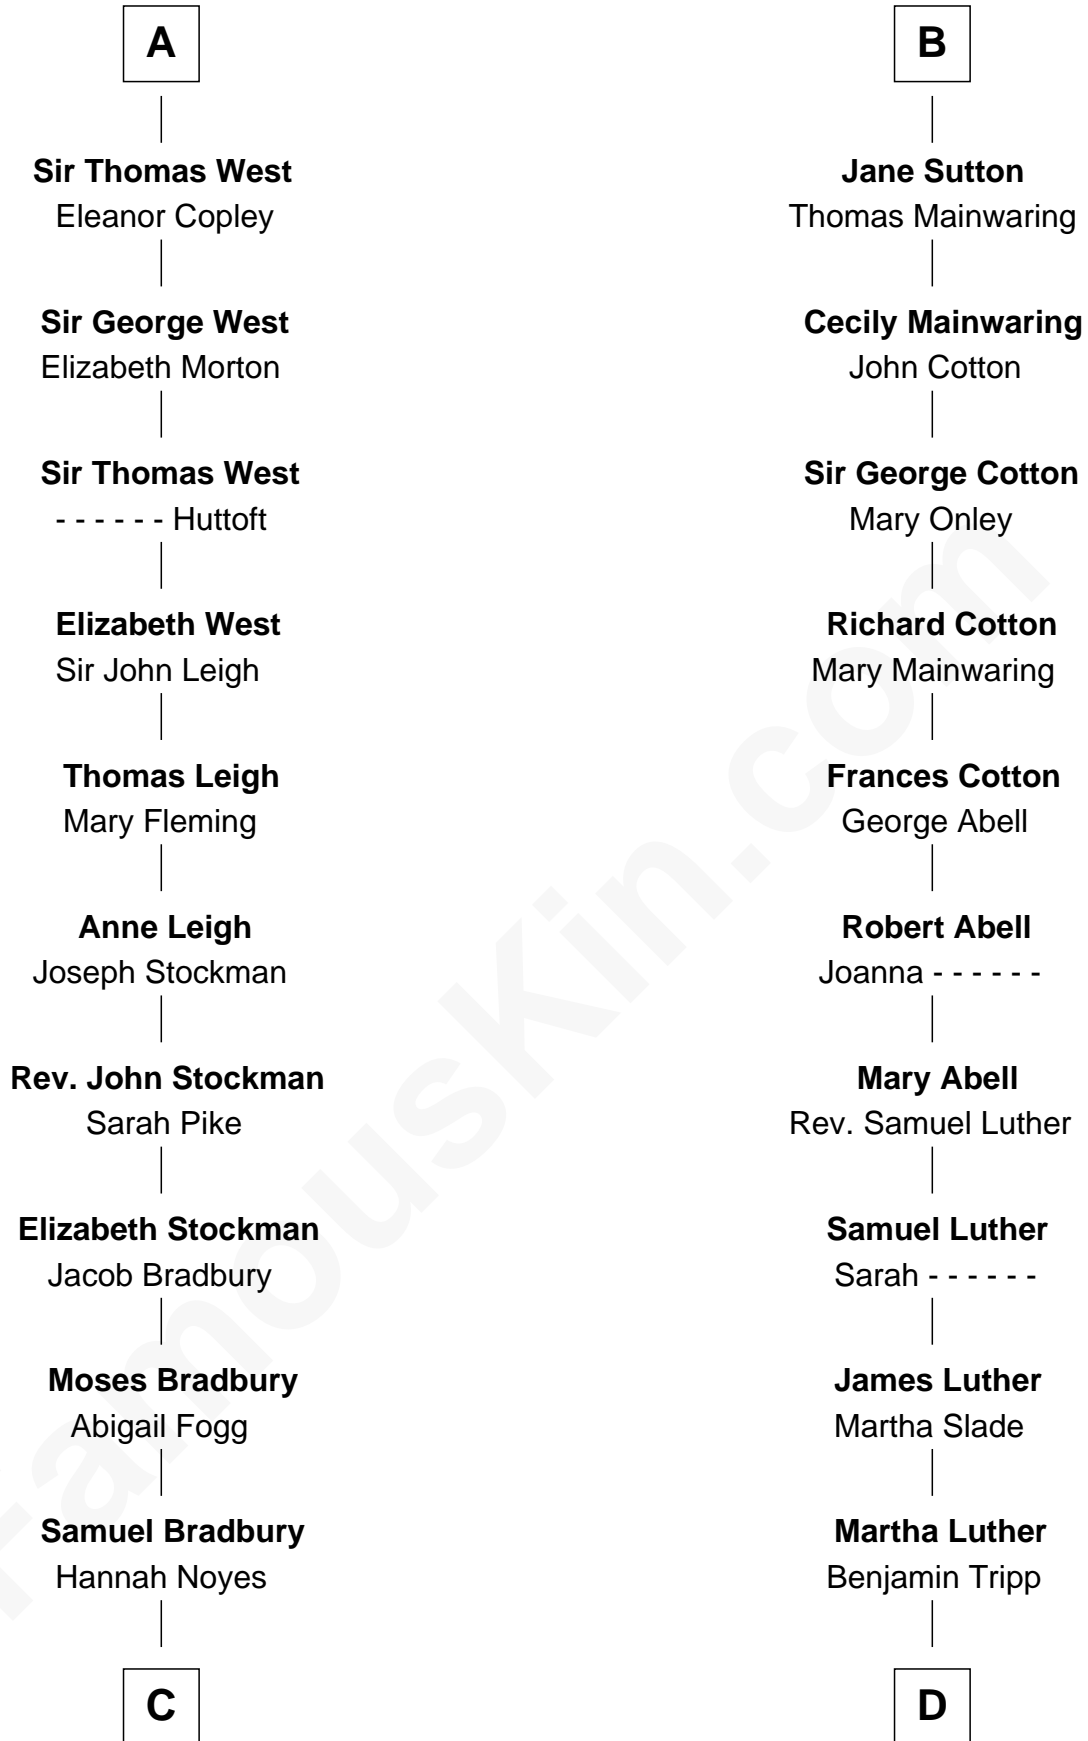 A
Sir Thomas West
Eleanor Copley
Sir George West
Elizabeth Morton
Sir Thomas West
- - - - - - Huttoft
Elizabeth West
Sir John Leigh
Thomas Leigh
Mary Fleming
Anne Leigh
Joseph Stockman
Rev. John Stockman
Sarah Pike
Elizabeth Stockman
Jacob Bradbury
Moses Bradbury
Abigail Fogg
Samuel Bradbury
Hannah Noyes
C
B
Jane Sutton
Thomas Mainwaring
Cecily Mainwaring
John Cotton
Sir George Cotton
Mary Onley
Richard Cotton
Mary Mainwaring
Frances Cotton
George Abell
Robert Abell
Joanna - - - - - -
Mary Abell
Rev. Samuel Luther
Samuel Luther
Sarah - - - - - -
James Luther
Martha Slade
Martha Luther
Benjamin Tripp
D
FamousKin.com